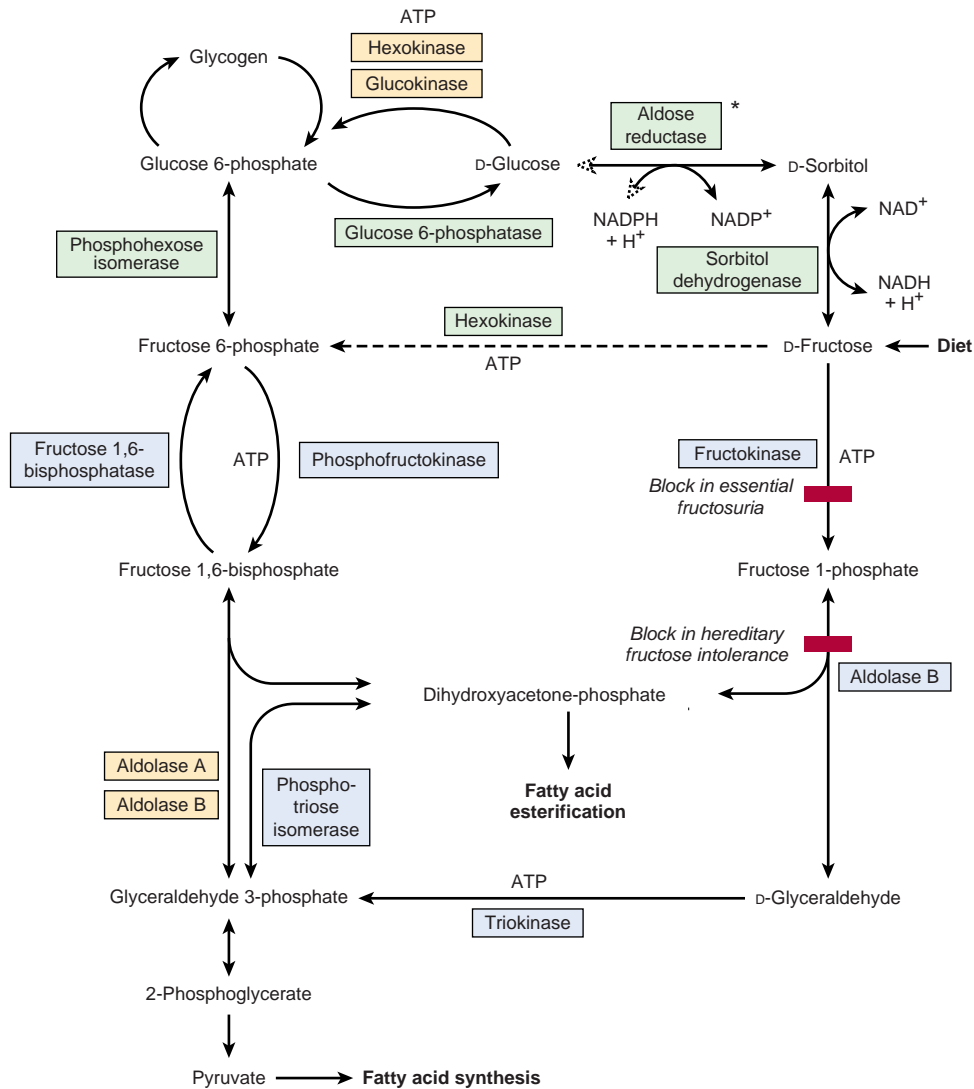 ATP
Hexokinase
Glucokinase
Glycogen
Glucose 6-phosphate
D-Glucose
Glucose 6-phosphatase
Aldose
reductase
*
D-Sorbitol
NADPH
+ H+
NADP+
NAD+
NADH
+ H+
Sorbitol
dehydrogenase
Phosphohexose
isomerase
Hexokinase
ATP
Fructose 6-phosphate
D-Fructose
Diet
Fructose 1,6-
bisphosphatase
ATP
Phosphofructokinase
Fructokinase
ATP
Block in essential
fructosuria
Fructose 1,6-bisphosphate
Fructose 1-phosphate
Block in hereditary
fructose intolerance
Aldolase B
Dihydroxyacetone-phosphate
Fatty acid
esterification
Aldolase A
Aldolase B
Phospho-
triose
isomerase
Glyceraldehyde 3-phosphate
ATP
Triokinase
D-Glyceraldehyde
2-Phosphoglycerate
Pyruvate
Fatty acid synthesis